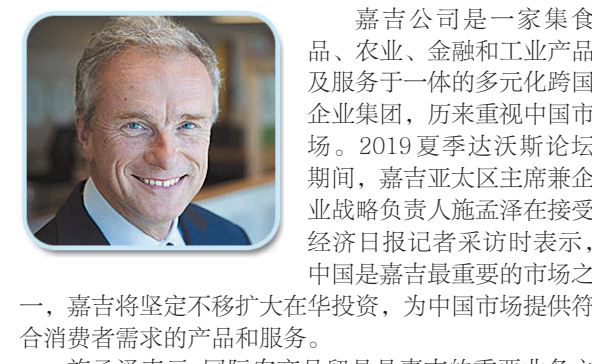 嘉吉公司是一家集食
品、农业、金融和工业产品
及服务于一体的多元化跨国
企业集团，历来重视中国市
场。2019夏季达沃斯论坛
期间，嘉吉亚太区主席兼企
业战略负责人施孟泽在接受
经济日报记者采访时表示，
中国是嘉吉最重要的市场之
一，嘉吉将坚定不移扩大在华投资，为中国市场提供符
合消费者需求的产品和服务。